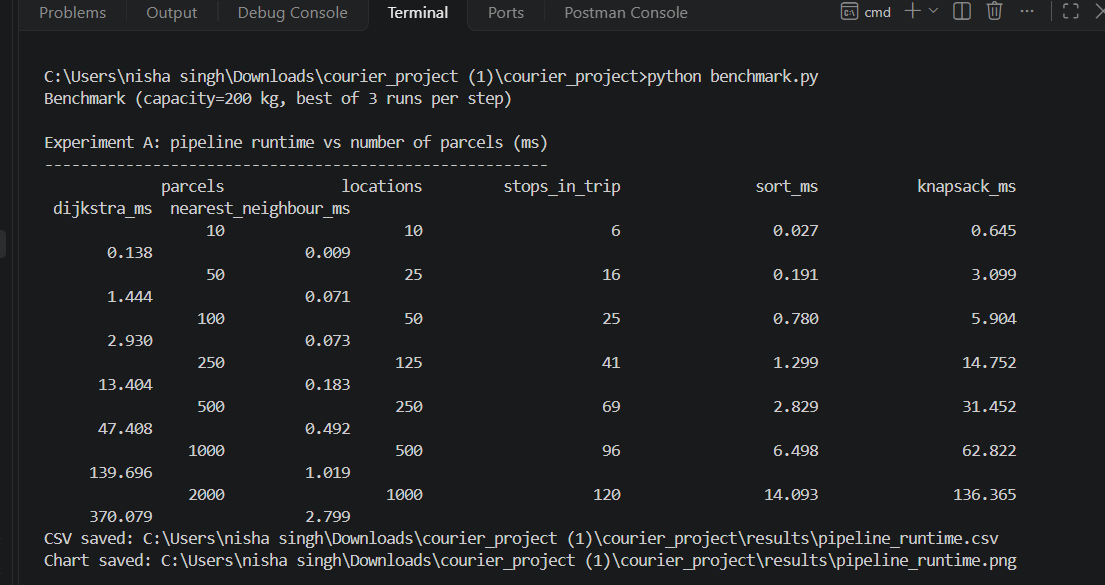 Problems Output Debug Console Terminal Ports Postman Console cmd
C:\Users\nisha singh\Downloads\courier_project (1)\courier_project>python benchmark.py
Benchmark (capacity=200 kg, best of 3 runs per step)
Experiment A: pipeline runtime vs number of parcels (ms)
--------------------------------------------------------
parcels locations stops_in_trip sort_ms knapsack_ms
dijkstra_ms nearest_neighbour_ms
10 10 6 0.027 0.645
0.138 0.009
50 25 16 0.191 3.099
1.444 0.071
100 50 25 0.780 5.904
2.930 0.073
250 125 41 1.299 14.752
13.404 0.183
500 250 69 2.829 31.452
47.408 0.492
1000 500 96 6.498 62.822
139.696 1.019
2000 1000 120 14.093 136.365
370.079 2.799
CSV saved: C:\Users\nisha singh\Downloads\courier_project (1)\courier_project\results\pipeline_runtime.csv
Chart saved: C:\Users\nisha singh\Downloads\courier_project (1)\courier_project\results\pipeline_runtime.png